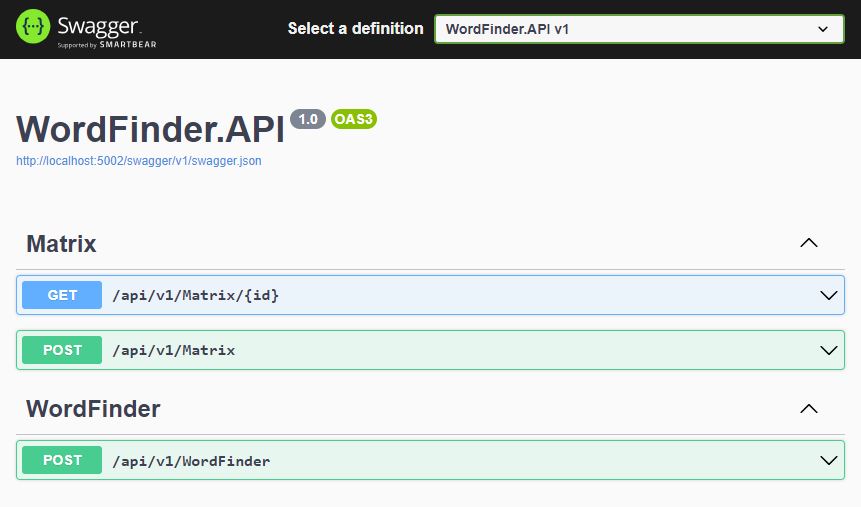 Swagger.
Supported by SMARTBEAR
Select a definition
WordFinder.API v1
WordFinder.API 1.0 OAS3
http://localhost:5002/swagger/v1/swagger.json
Matrix
GET /api/v1/Matrix/{id}
POST /api/v1/Matrix
WordFinder
POST /api/v1/WordFinder